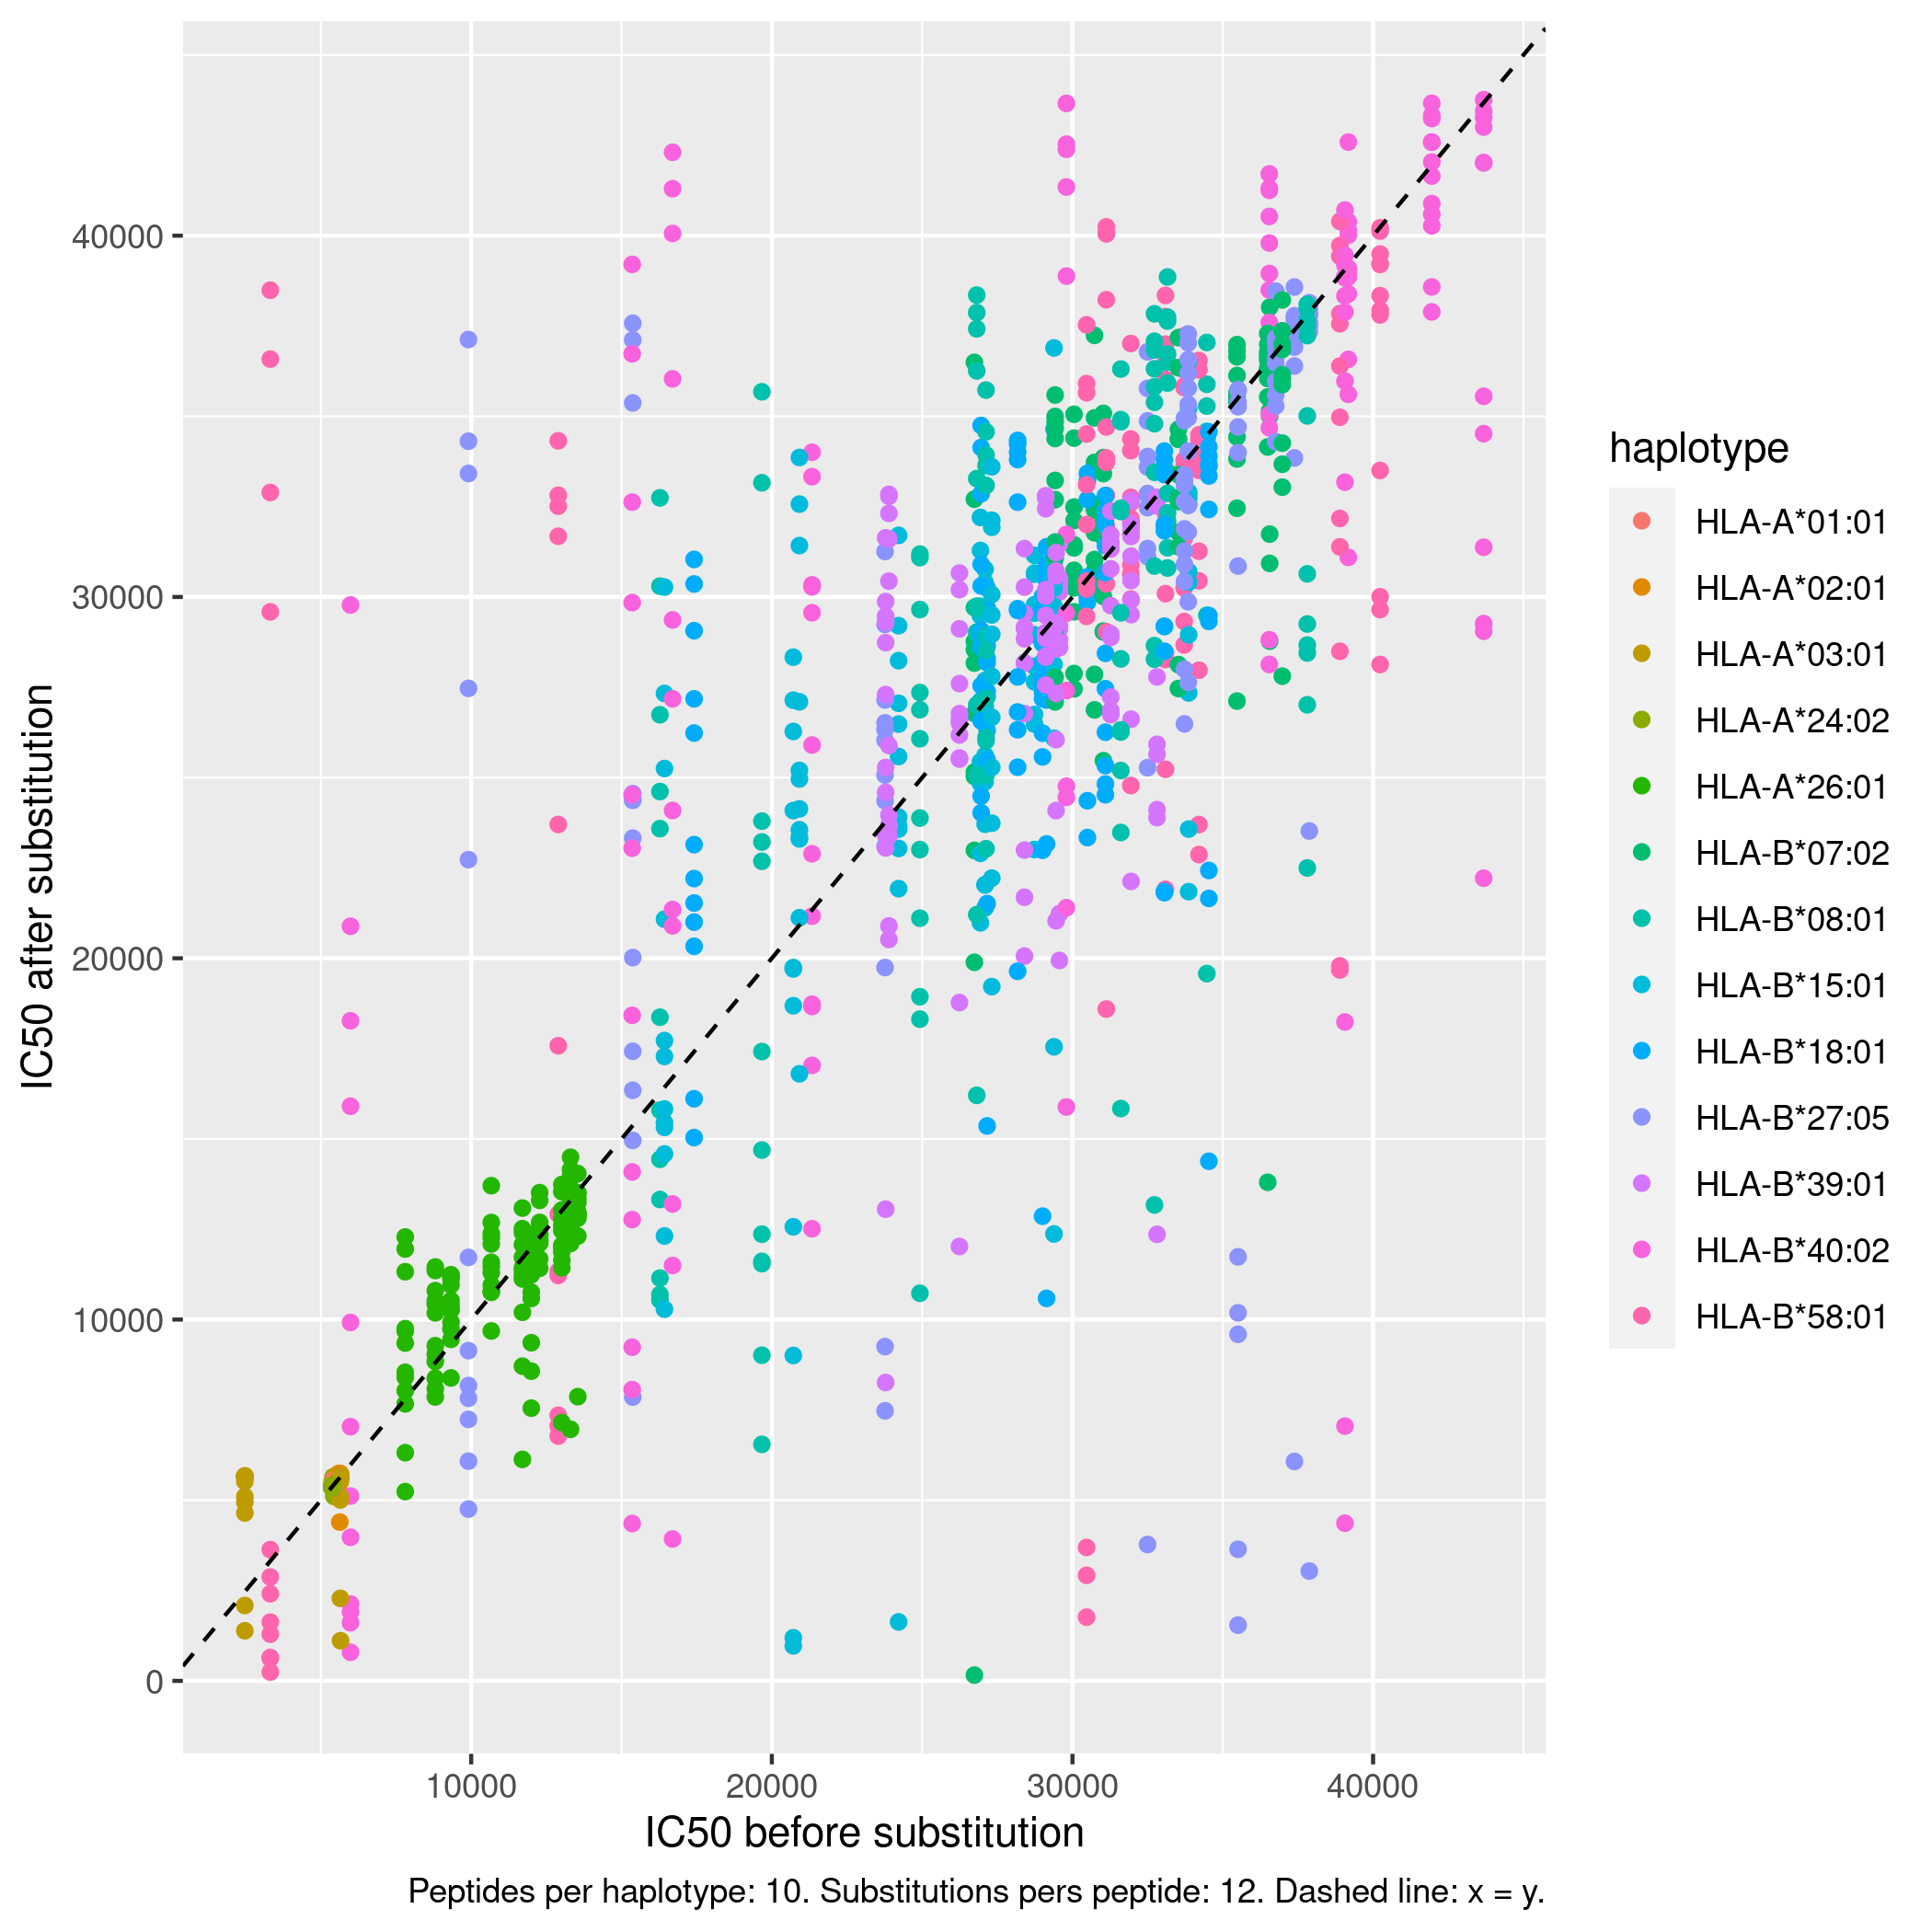 40000
30000
20000
10000
0
IC50 after substitution
10000 20000 30000 40000
IC50 before substitution
Peptides per haplotype: 10. Substitutions pers peptide: 12. Dashed line: x = y.
haplotype
HLA-A*01:01
HLA-A*02:01
HLA-A*03:01
HLA-A*24:02
HLA-A*26:01
HLA-B*07:02
HLA-B*08:01
HLA-B*15:01
HLA-B*18:01
HLA-B*27:05
HLA-B*39:01
HLA-B*40:02
HLA-B*58:01